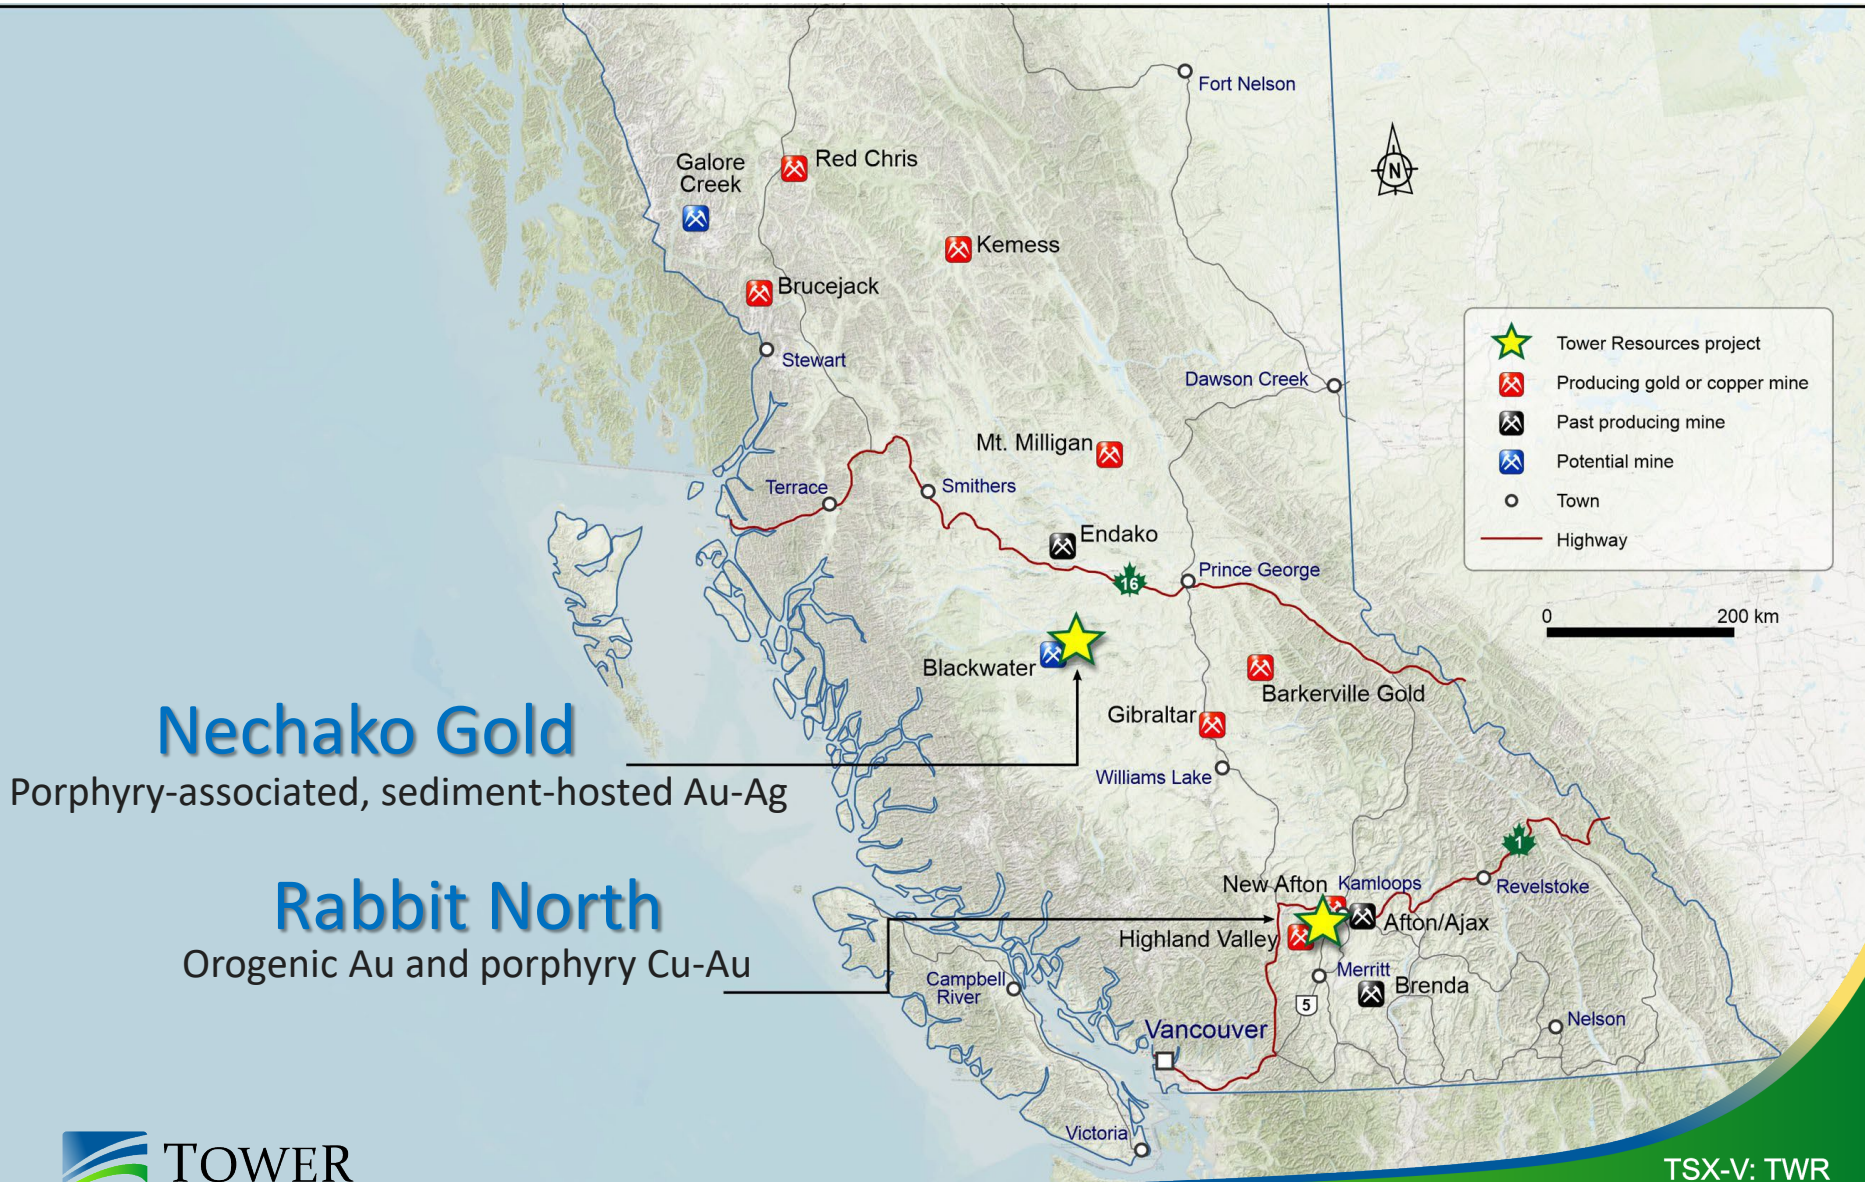 Fort Nelson
Galore
Creek
Red Chris
N
Kemess
Brucejack
Stewart
Dawson Creek
Tower Resources project
Producing gold or copper mine
Past producing mine
Potential mine
Town
Highway
Mt. Milligan
Terrace
Smithers
Endako
16
Prince George
0 200 km
Blackwater
Barkerville Gold
Gibraltar
Williams Lake
Nechako Gold
Porphyry-associated, sediment-hosted Au-Ag
1
Revelstoke
New Afton
Kamloops
Rabbit North
Orogenic Au and porphyry Cu-Au
Afton/Ajax
Highland Valley
Merritt
Brenda
5
Campbell
River
Nelson
Vancouver
Victoria
TOWER
TSX-V: TWR